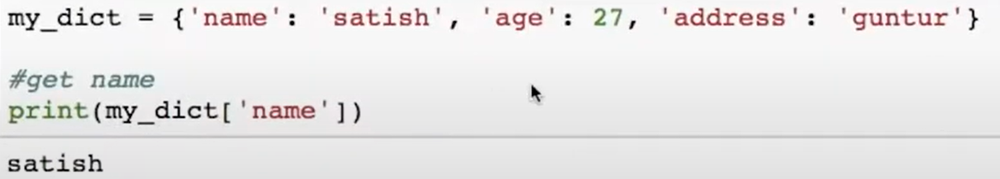 my_dict = {'name': 'satish', 'age': 27, 'address': 'guntur'}
#get name
print(my_dict['name'])
satish